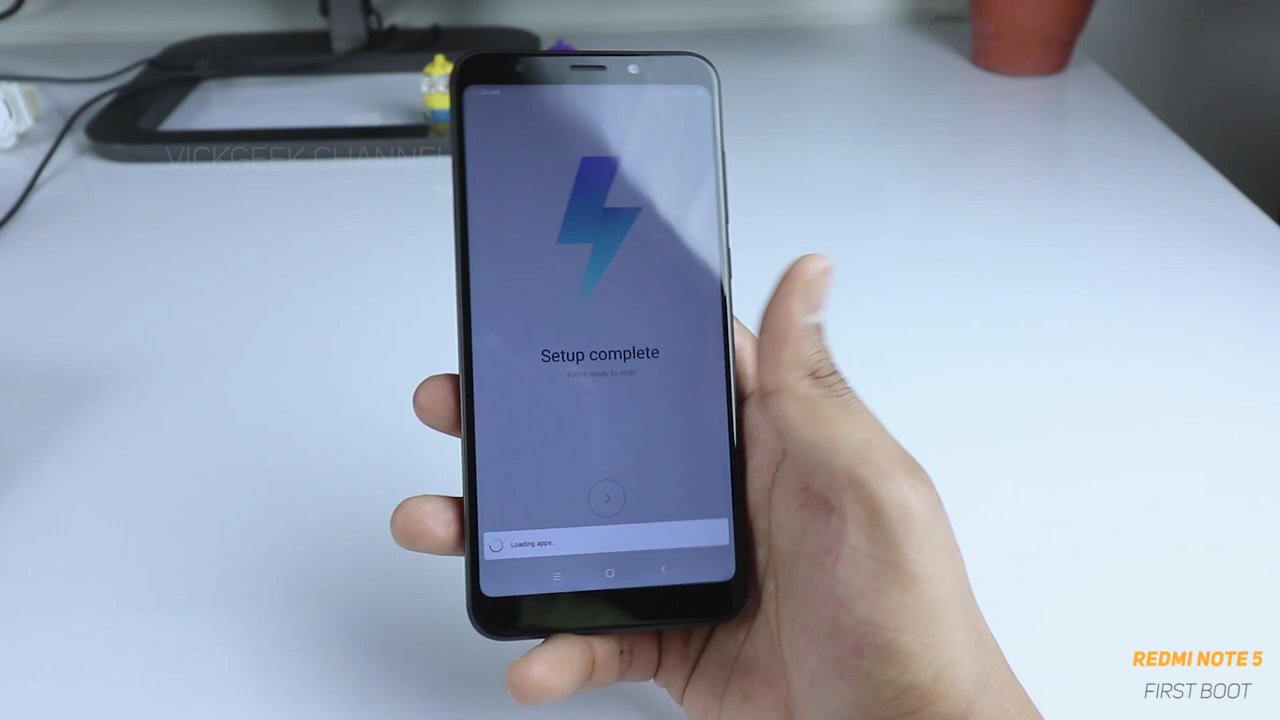 VICKGEEK CHANNEL
Setup complete
You're ready to rock!
Loading apps...
REDMI NOTE 5
FIRST BOOT